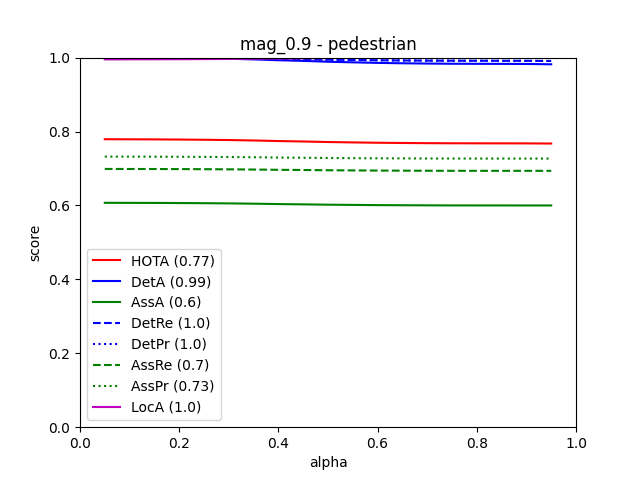 mag_0.9 - pedestrian
1.0
0.8
0.6
0.4
0.2
0.0
score
HOTA (0.77)
DetA (0.99)
AssA (0.6)
DetRe (1.0)
DetPr (1.0)
AssRe (0.7)
AssPr (0.73)
LocA (1.0)
0.0 0.2 0.4 0.6 0.8 1.0
alpha